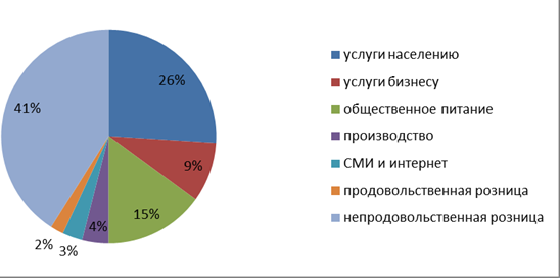 26%
9%
15%
4%
3%
2%
41%
услуги населению
услуги бизнесу
общественное питание
производство
СМИ и интернет
продовольственная розница
непродовольственная розница